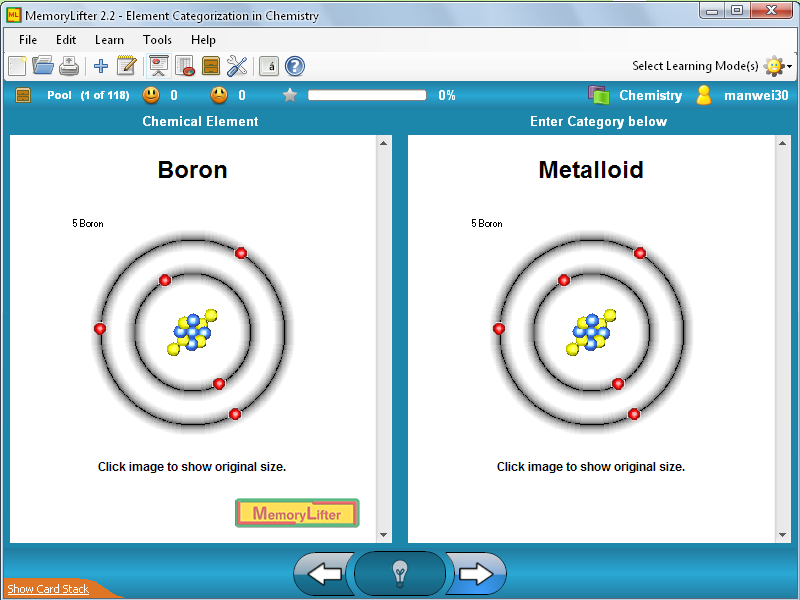 MemoryLifter 2.2 - Element Categorization in Chemistry
File Edit Learn Tools Help
á ? Select Learning Mode(s)
Pool (1 of 118) 0 0 0% Chemistry manwei30
Chemical Element
Enter Category below
Boron
5 Boron
Click image to show original size.
MemoryLifter
Metalloid
5 Boron
Click image to show original size.
Show Card Stack